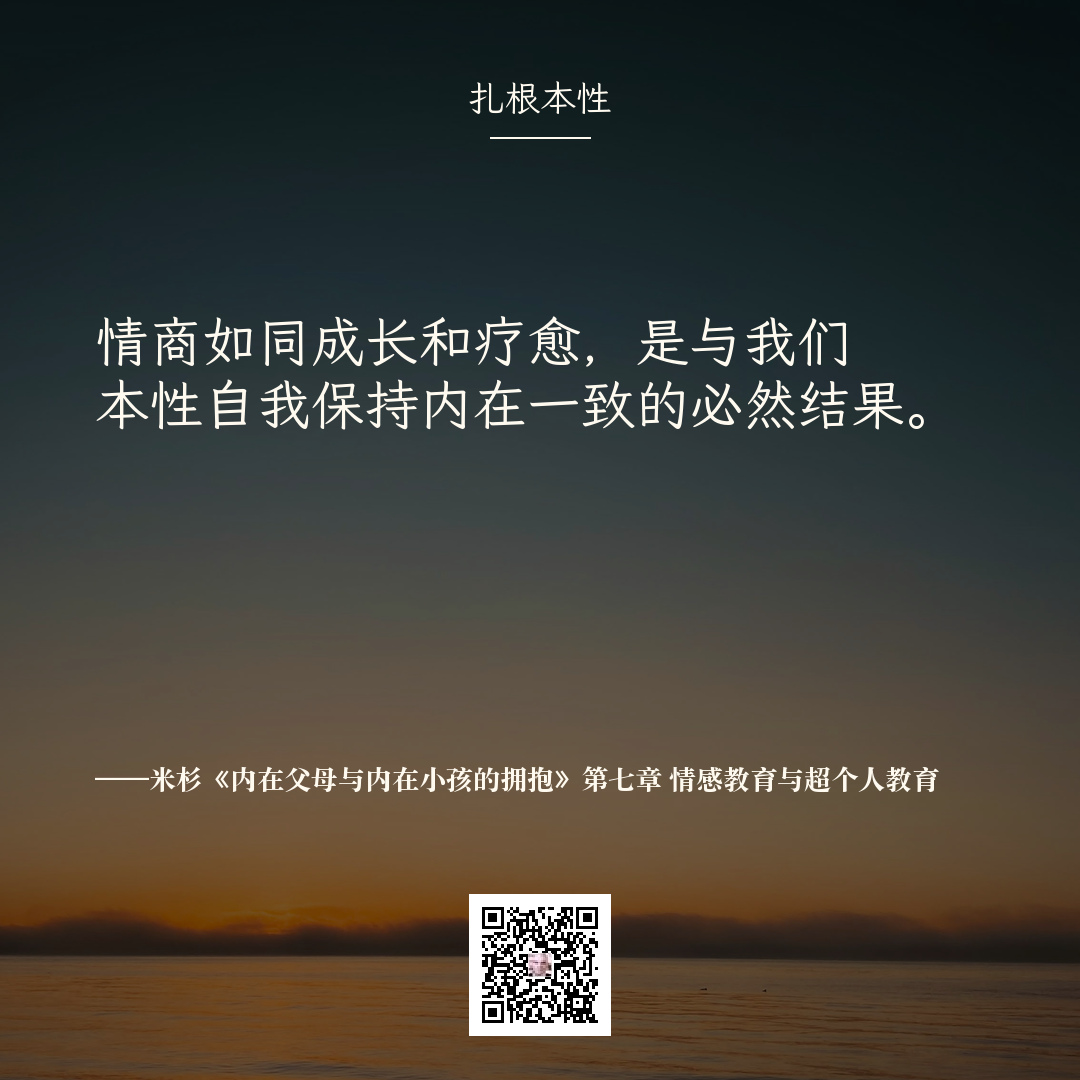 扎根本性
情商如同成长和疗愈，是与我们
本性自我保持内在一致的必然结果。
——米杉《内在父母与内在小孩的拥抱》第七章 情感教育与超个人教育